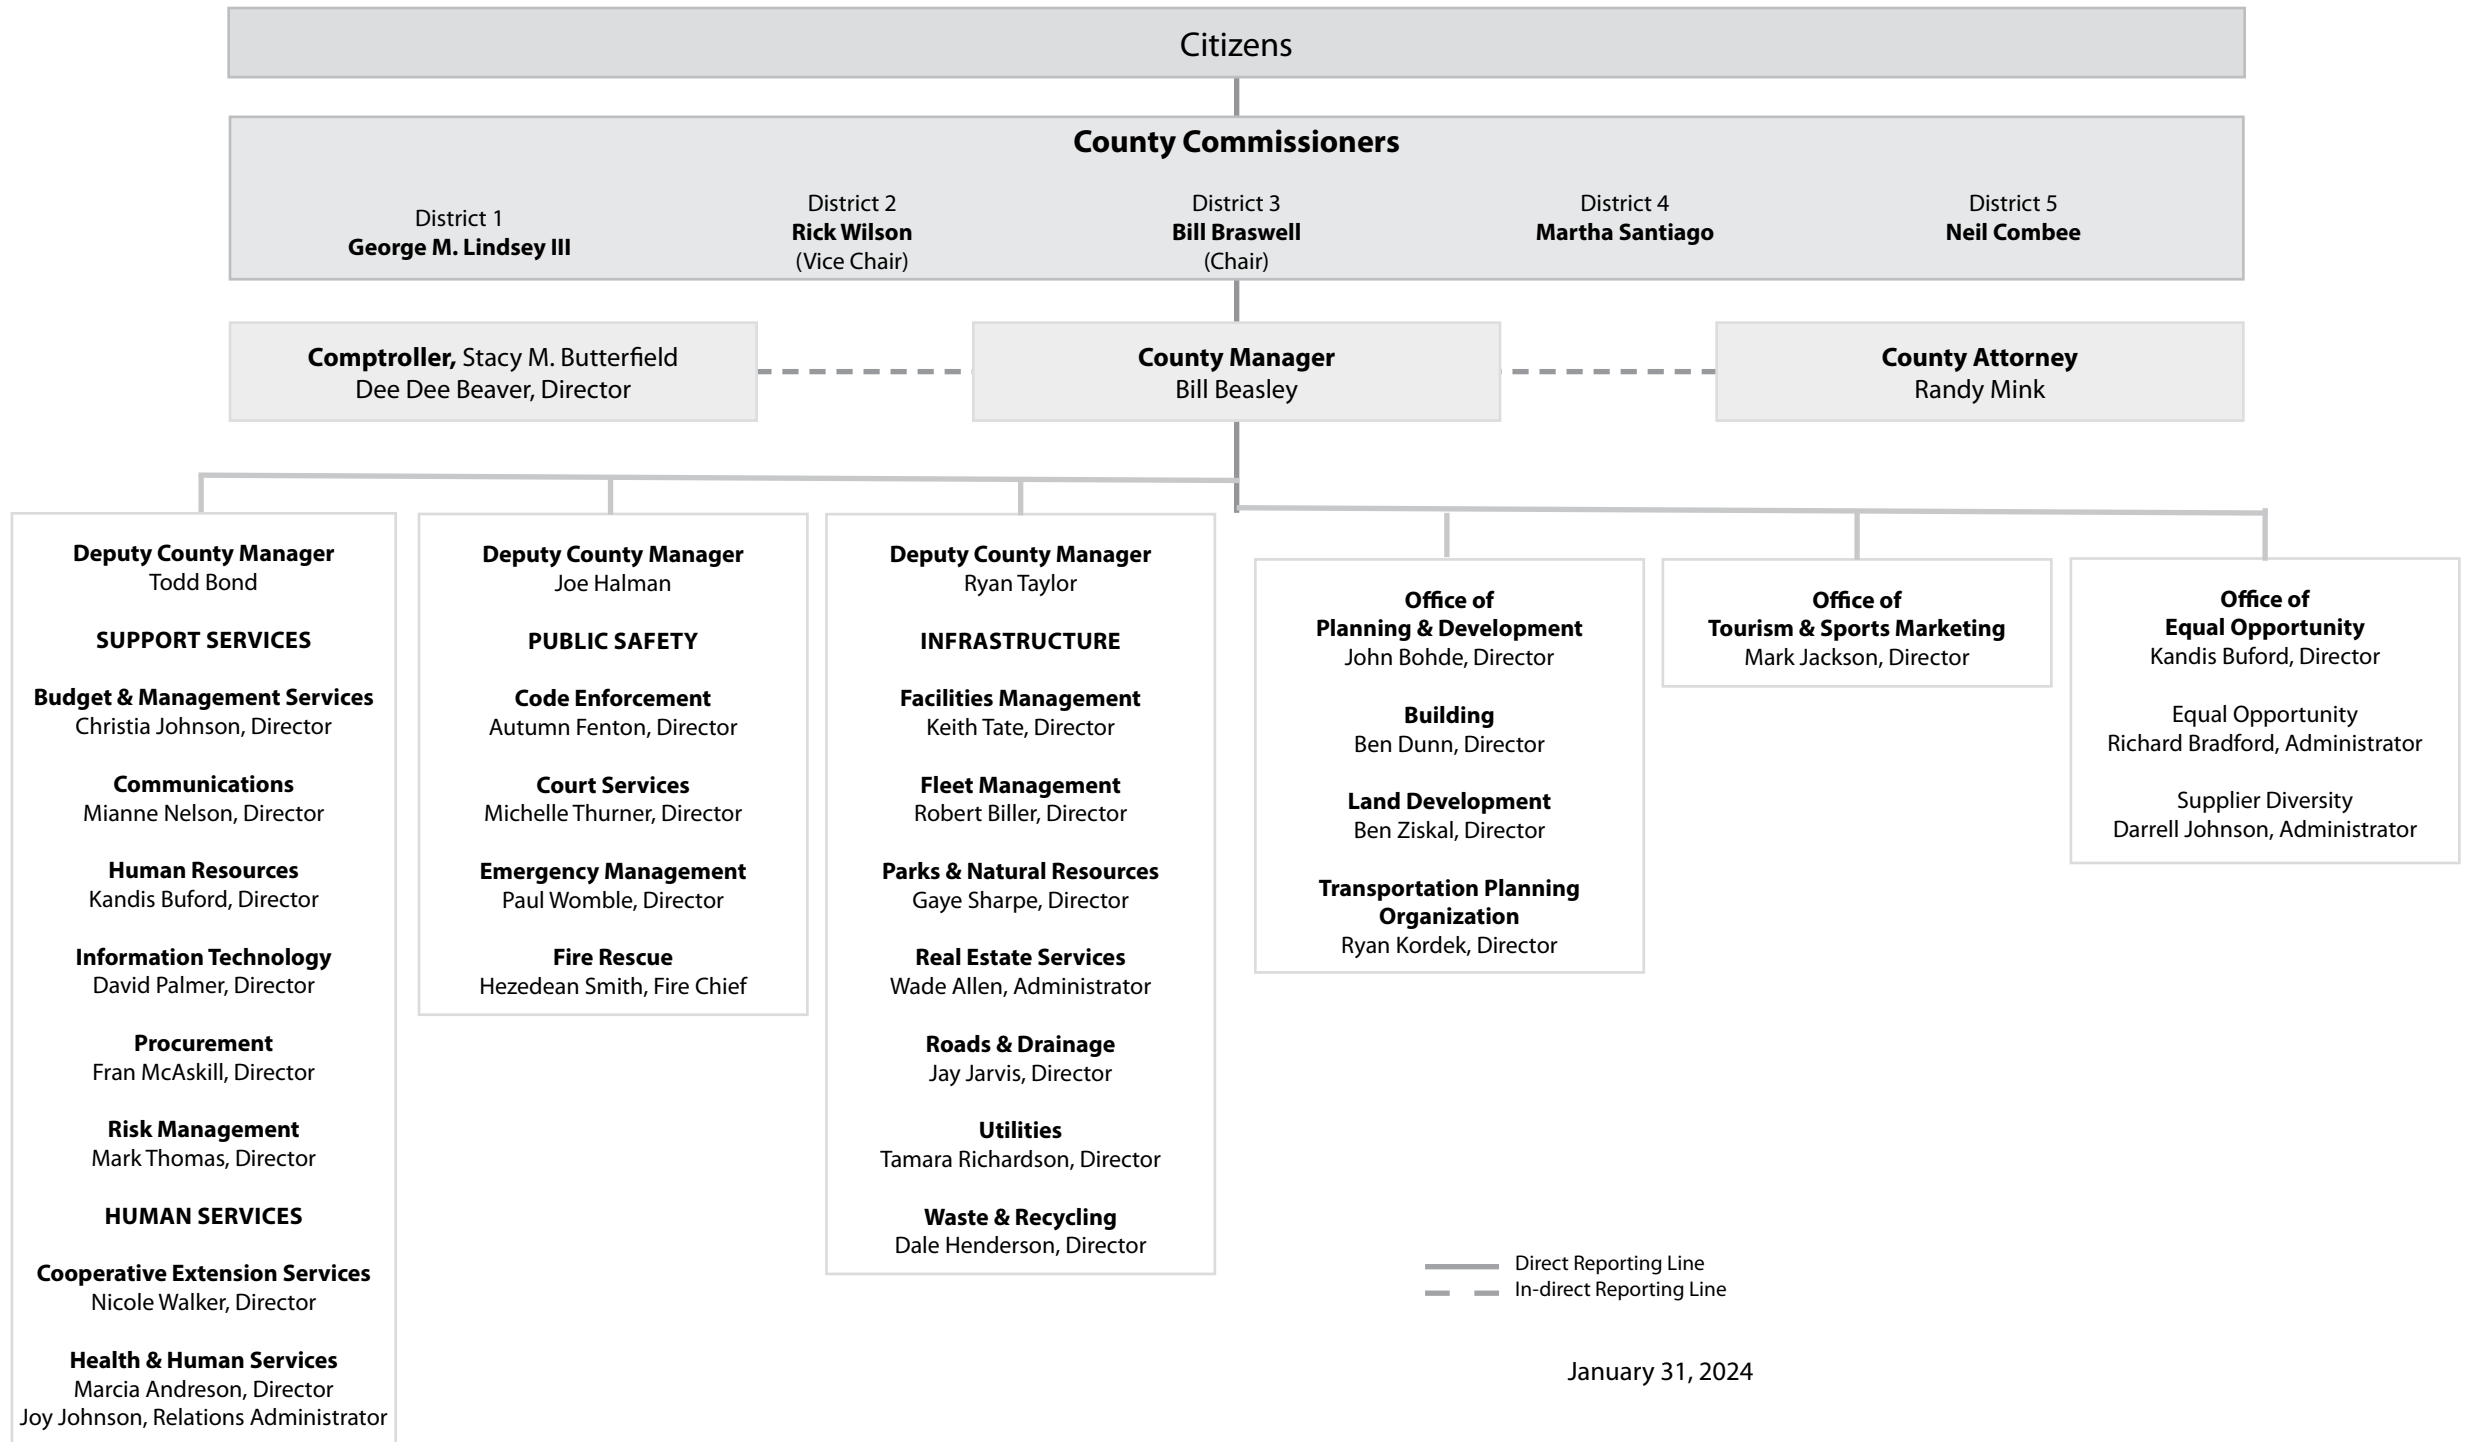 Citizens
County Commissioners
District 1
George M. Lindsey III
District 2
Rick Wilson
(Vice Chair)
District 3
Bill Braswell
(Chair)
District 4
Martha Santiago
District 5
Neil Combee
Comptroller, Stacy M. Butterfield
Dee Dee Beaver, Director
County Manager
Bill Beasley
County Attorney
Randy Mink
Deputy County Manager
Todd Bond
SUPPORT SERVICES
Budget & Management Services
Christia Johnson, Director
Communications
Mianne Nelson, Director
Human Resources
Kandis Buford, Director
Information Technology
David Palmer, Director
Procurement
Fran McAskill, Director
Risk Management
Mark Thomas, Director
HUMAN SERVICES
Cooperative Extension Services
Nicole Walker, Director
Health & Human Services
Marcia Andreson, Director
Joy Johnson, Relations Administrator
Deputy County Manager
Joe Halman
PUBLIC SAFETY
Code Enforcement
Autumn Fenton, Director
Court Services
Michelle Thurner, Director
Emergency Management
Paul Womble, Director
Fire Rescue
Hezedean Smith, Fire Chief
Deputy County Manager
Ryan Taylor
INFRASTRUCTURE
Facilities Management
Keith Tate, Director
Fleet Management
Robert Biller, Director
Parks & Natural Resources
Gaye Sharpe, Director
Real Estate Services
Wade Allen, Administrator
Roads & Drainage
Jay Jarvis, Director
Utilities
Tamara Richardson, Director
Waste & Recycling
Dale Henderson, Director
Office of
Planning & Development
John Bohde, Director
Building
Ben Dunn, Director
Land Development
Ben Ziskal, Director
Transportation Planning
Organization
Ryan Kordek, Director
Office of
Tourism & Sports Marketing
Mark Jackson, Director
Office of
Equal Opportunity
Kandis Buford, Director
Equal Opportunity
Richard Bradford, Administrator
Supplier Diversity
Darrell Johnson, Administrator
Direct Reporting Line
In-direct Reporting Line
January 31, 2024